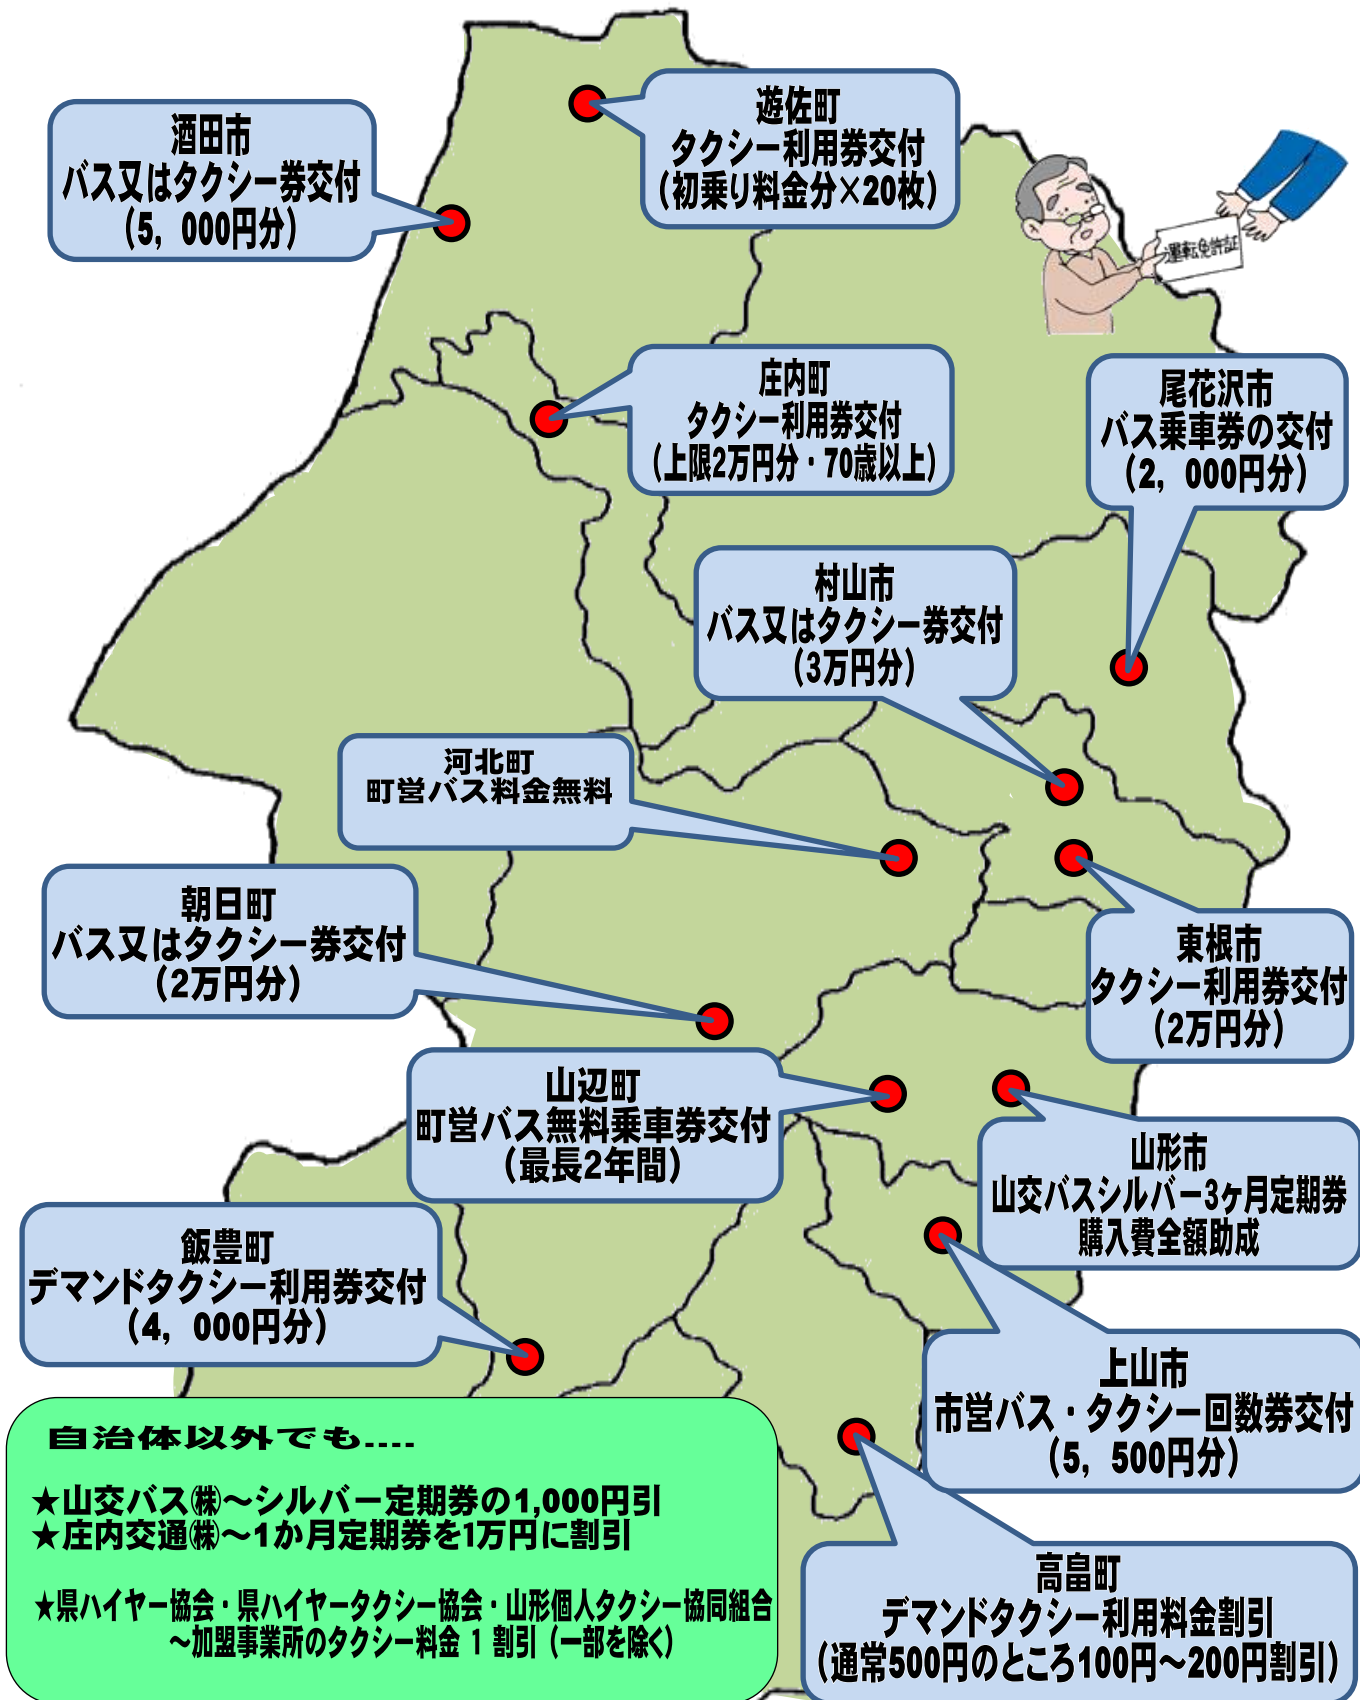 遊佐町
タクシー利用券交付
(初乗り料金分×20枚)
酒田市
バス又はタクシー券交付
(5，000円分)
運転免許証
庄内町
タクシー利用券交付
(上限2万円分・70歳以上)
尾花沢市
バス乗車券の交付
(2，000円分)
村山市
バス又はタクシー券交付
(3万円分)
河北町
町営バス料金無料
朝日町
バス又はタクシー券交付
(2万円分)
東根市
タクシー利用券交付
(2万円分)
山辺町
町営バス無料乗車券交付
(最長2年間)
山形市
山交バスシルバー3ヶ月定期券
購入費全額助成
飯豊町
デマンドタクシー利用券交付
(4，000円分)
上山市
市営バス・タクシー回数券交付
(5，500円分)
高畠町
デマンドタクシー利用料金割引
(通常500円のところ100円～200円割引)
自治体以外でも....
★山交バス㈱～シルバー定期券の1,000円引
★庄内交通㈱～1か月定期券を1万円に割引
★県ハイヤー協会・県ハイヤータクシー協会・山形個人タクシー協同組合
～加盟事業所のタクシー料金１割引（一部を除く）